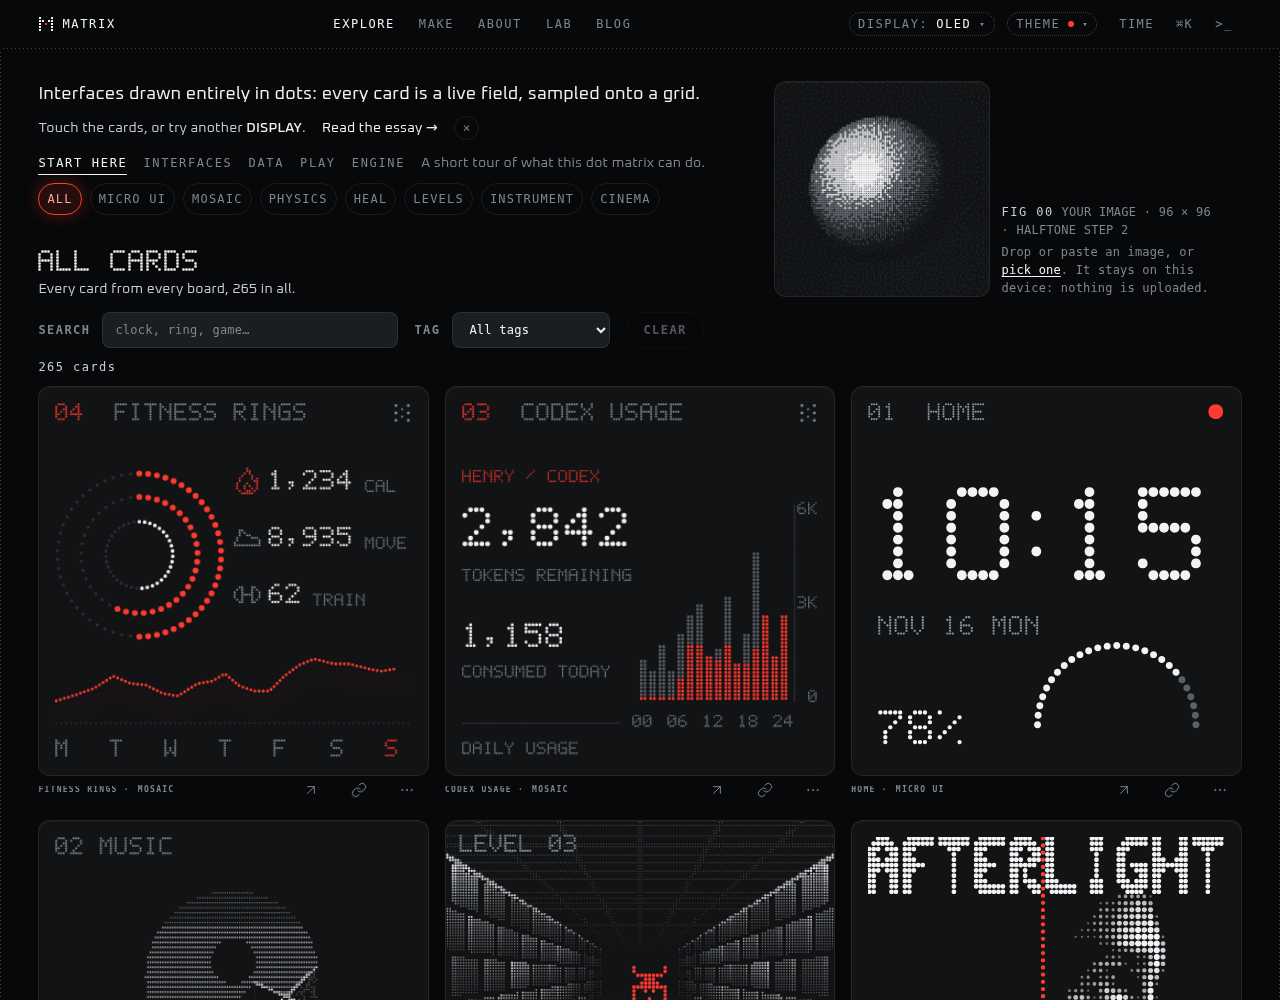 MATRIX
EXPLORE MAKE ABOUT LAB BLOG
DISPLAY: OLED THEME TIME ⌘K >_
Interfaces drawn entirely in dots: every card is a live field, sampled onto a grid.
Touch the cards, or try another DISPLAY. Read the essay → ×
START HERE INTERFACES DATA PLAY ENGINE A short tour of what this dot matrix can do.
ALL MICRO UI MOSAIC PHYSICS HEAL LEVELS INSTRUMENT CINEMA
FIG 00 YOUR IMAGE · 96 × 96
· HALFTONE STEP 2
Drop or paste an image, or
pick one. It stays on this
device: nothing is uploaded.
ALL CARDS
Every card from every board, 265 in all.
SEARCH clock, ring, game… TAG All tags CLEAR
265 cards
04 FITNESS RINGS
1,234 CAL
8,935 MOVE
62 TRAIN
M T W T F S S
FITNESS RINGS · MOSAIC
03 CODEX USAGE
HENRY / CODEX
2,842
TOKENS REMAINING
1,158
CONSUMED TODAY
6K
3K
0
00 06 12 18 24
DAILY USAGE
CODEX USAGE · MOSAIC
01 HOME
10:15
NOV 16 MON
78%
HOME · MICRO UI
02 MUSIC
LEVEL 03
AFTERLIGHT